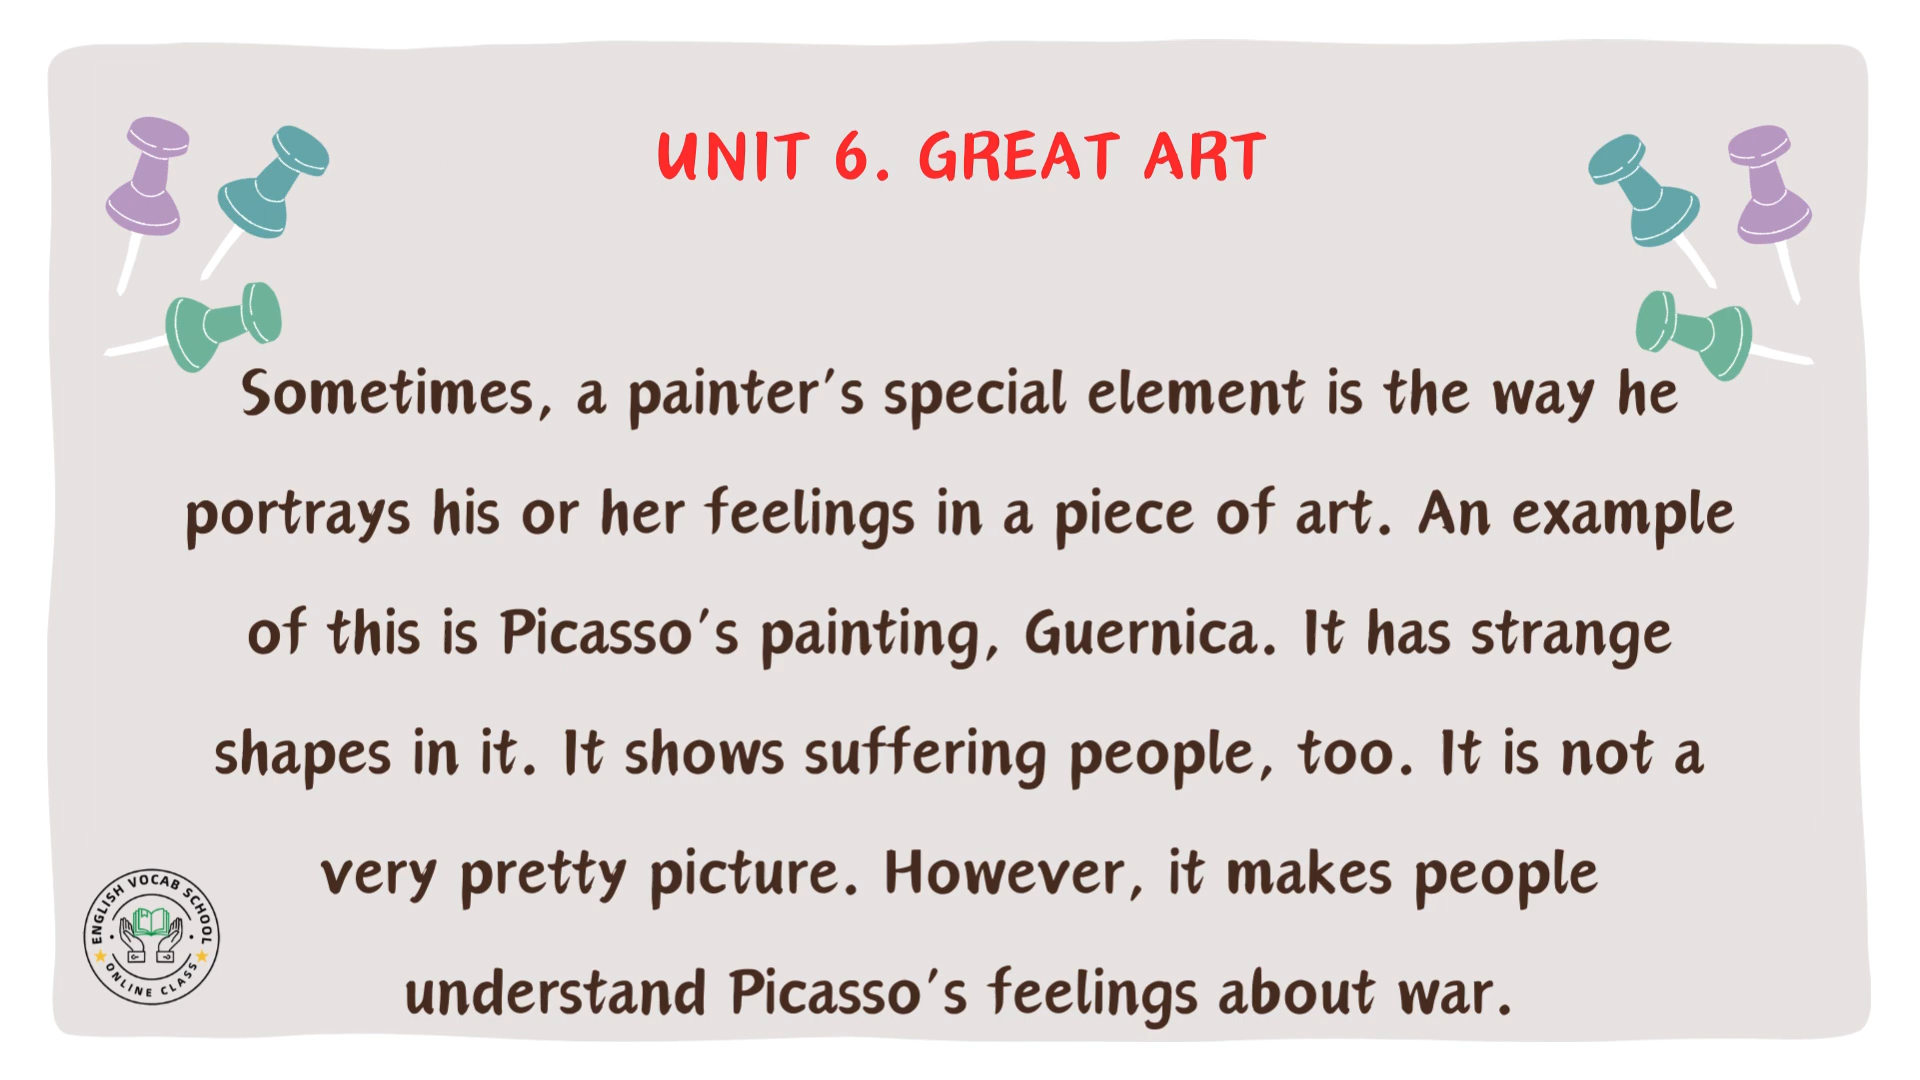 UNIT 6. GREAT ART
Sometimes, a painter's special element is the way he
portrays his or her feelings in a piece of art. An example
of this is Picasso's painting, Guernica. It has strange
shapes in it. It shows suffering people, too. It is not a
very pretty picture. However, it makes people
understand Picasso's feelings about war.
ENGLISH VOCAB SCHOOL
ONLINE CLASS